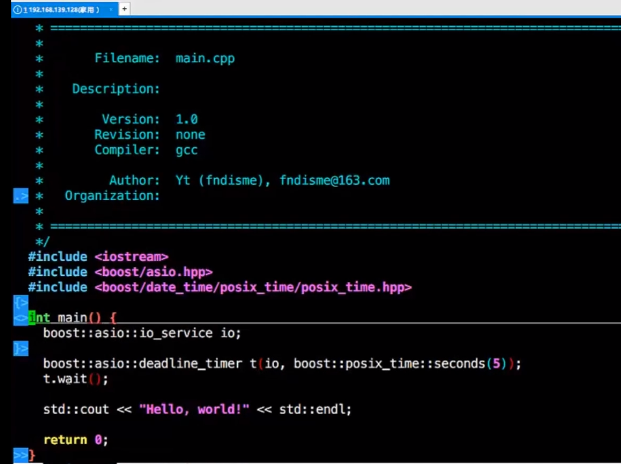 1 192.168.139.128(家用)
+
* ==============================================================================
*
* Filename: main.cpp
*
* Description:
*
* Version: 1.0
* Revision: none
* Compiler: gcc
*
* Author: Yt (fndisme), fndisme@163.com
.> * Organization:
*
* ==============================================================================
*/
#include <iostream>
#include <boost/asio.hpp>
#include <boost/date_time/posix_time/posix_time.hpp>
{>
<>int main() {
boost::asio::io_service io;
}>
boost::asio::deadline_timer t(io, boost::posix_time::seconds(5));
t.wait();
std::cout << "Hello, world!" << std::endl;
return 0;
>>}